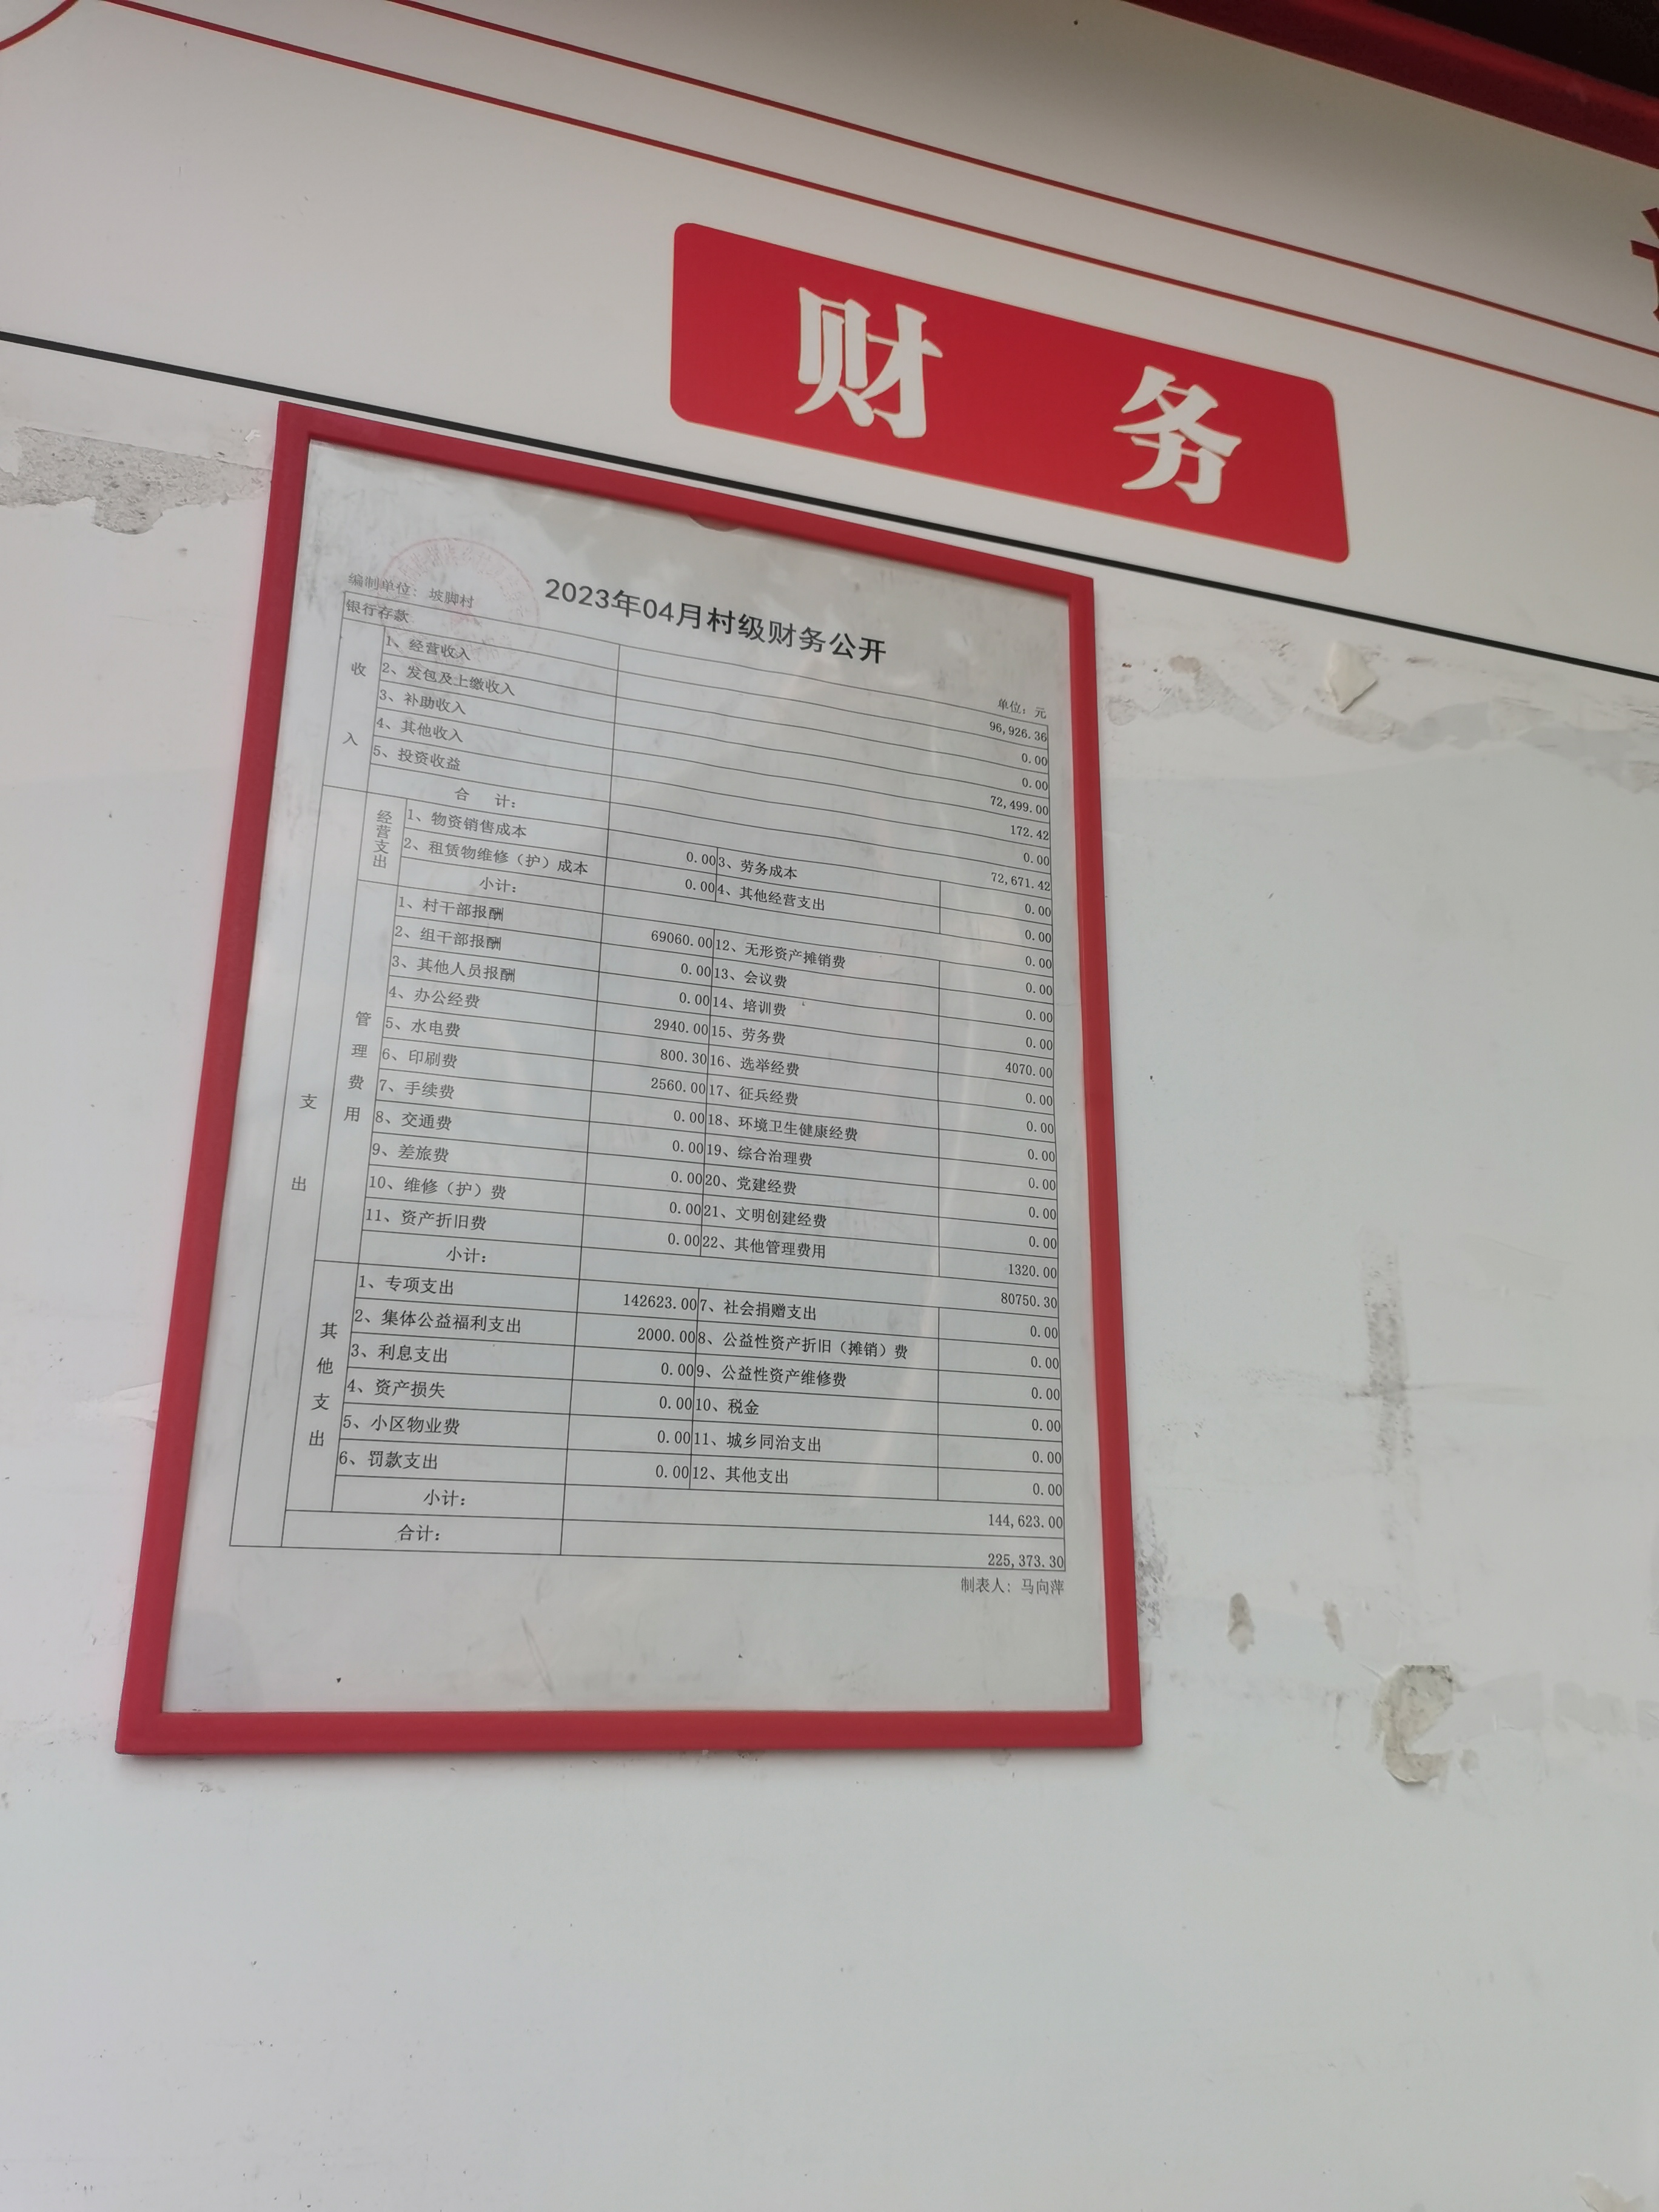 财 务
2023年04月村级财务公开
编制单位：坡脚村
单位：元
银行存款 96,926.36
收入
1、经营收入 0.00
2、发包及上缴收入 0.00
3、补助收入 72,499.00
4、其他收入 172.42
5、投资收益 0.00
合 计： 72,671.42
支出
经营支出
1、物资销售成本 0.00 3、劳务成本 0.00
2、租赁物维修（护）成本 0.00 4、其他经营支出 0.00
小计： 0.00
管理费用
1、村干部报酬 69060.00 12、无形资产摊销费 0.00
2、组干部报酬 0.00 13、会议费 0.00
3、其他人员报酬 0.00 14、培训费 0.00
4、办公经费 2940.00 15、劳务费 4070.00
5、水电费 800.30 16、选举经费 0.00
6、印刷费 2560.00 17、征兵经费 0.00
7、手续费 0.00 18、环境卫生健康经费 0.00
8、交通费 0.00 19、综合治理费 0.00
9、差旅费 0.00 20、党建经费 0.00
10、维修（护）费 0.00 21、文明创建经费 0.00
11、资产折旧费 0.00 22、其他管理费用 1320.00
小计： 80750.30
其他支出
1、专项支出 142623.00 7、社会捐赠支出 0.00
2、集体公益福利支出 2000.00 8、公益性资产折旧（摊销）费 0.00
3、利息支出 0.00 9、公益性资产维修费 0.00
4、资产损失 0.00 10、税金 0.00
5、小区物业费 0.00 11、城乡同治支出 0.00
6、罚款支出 0.00 12、其他支出 0.00
小计： 144,623.00
合计： 225,373.30
制表人：马向萍